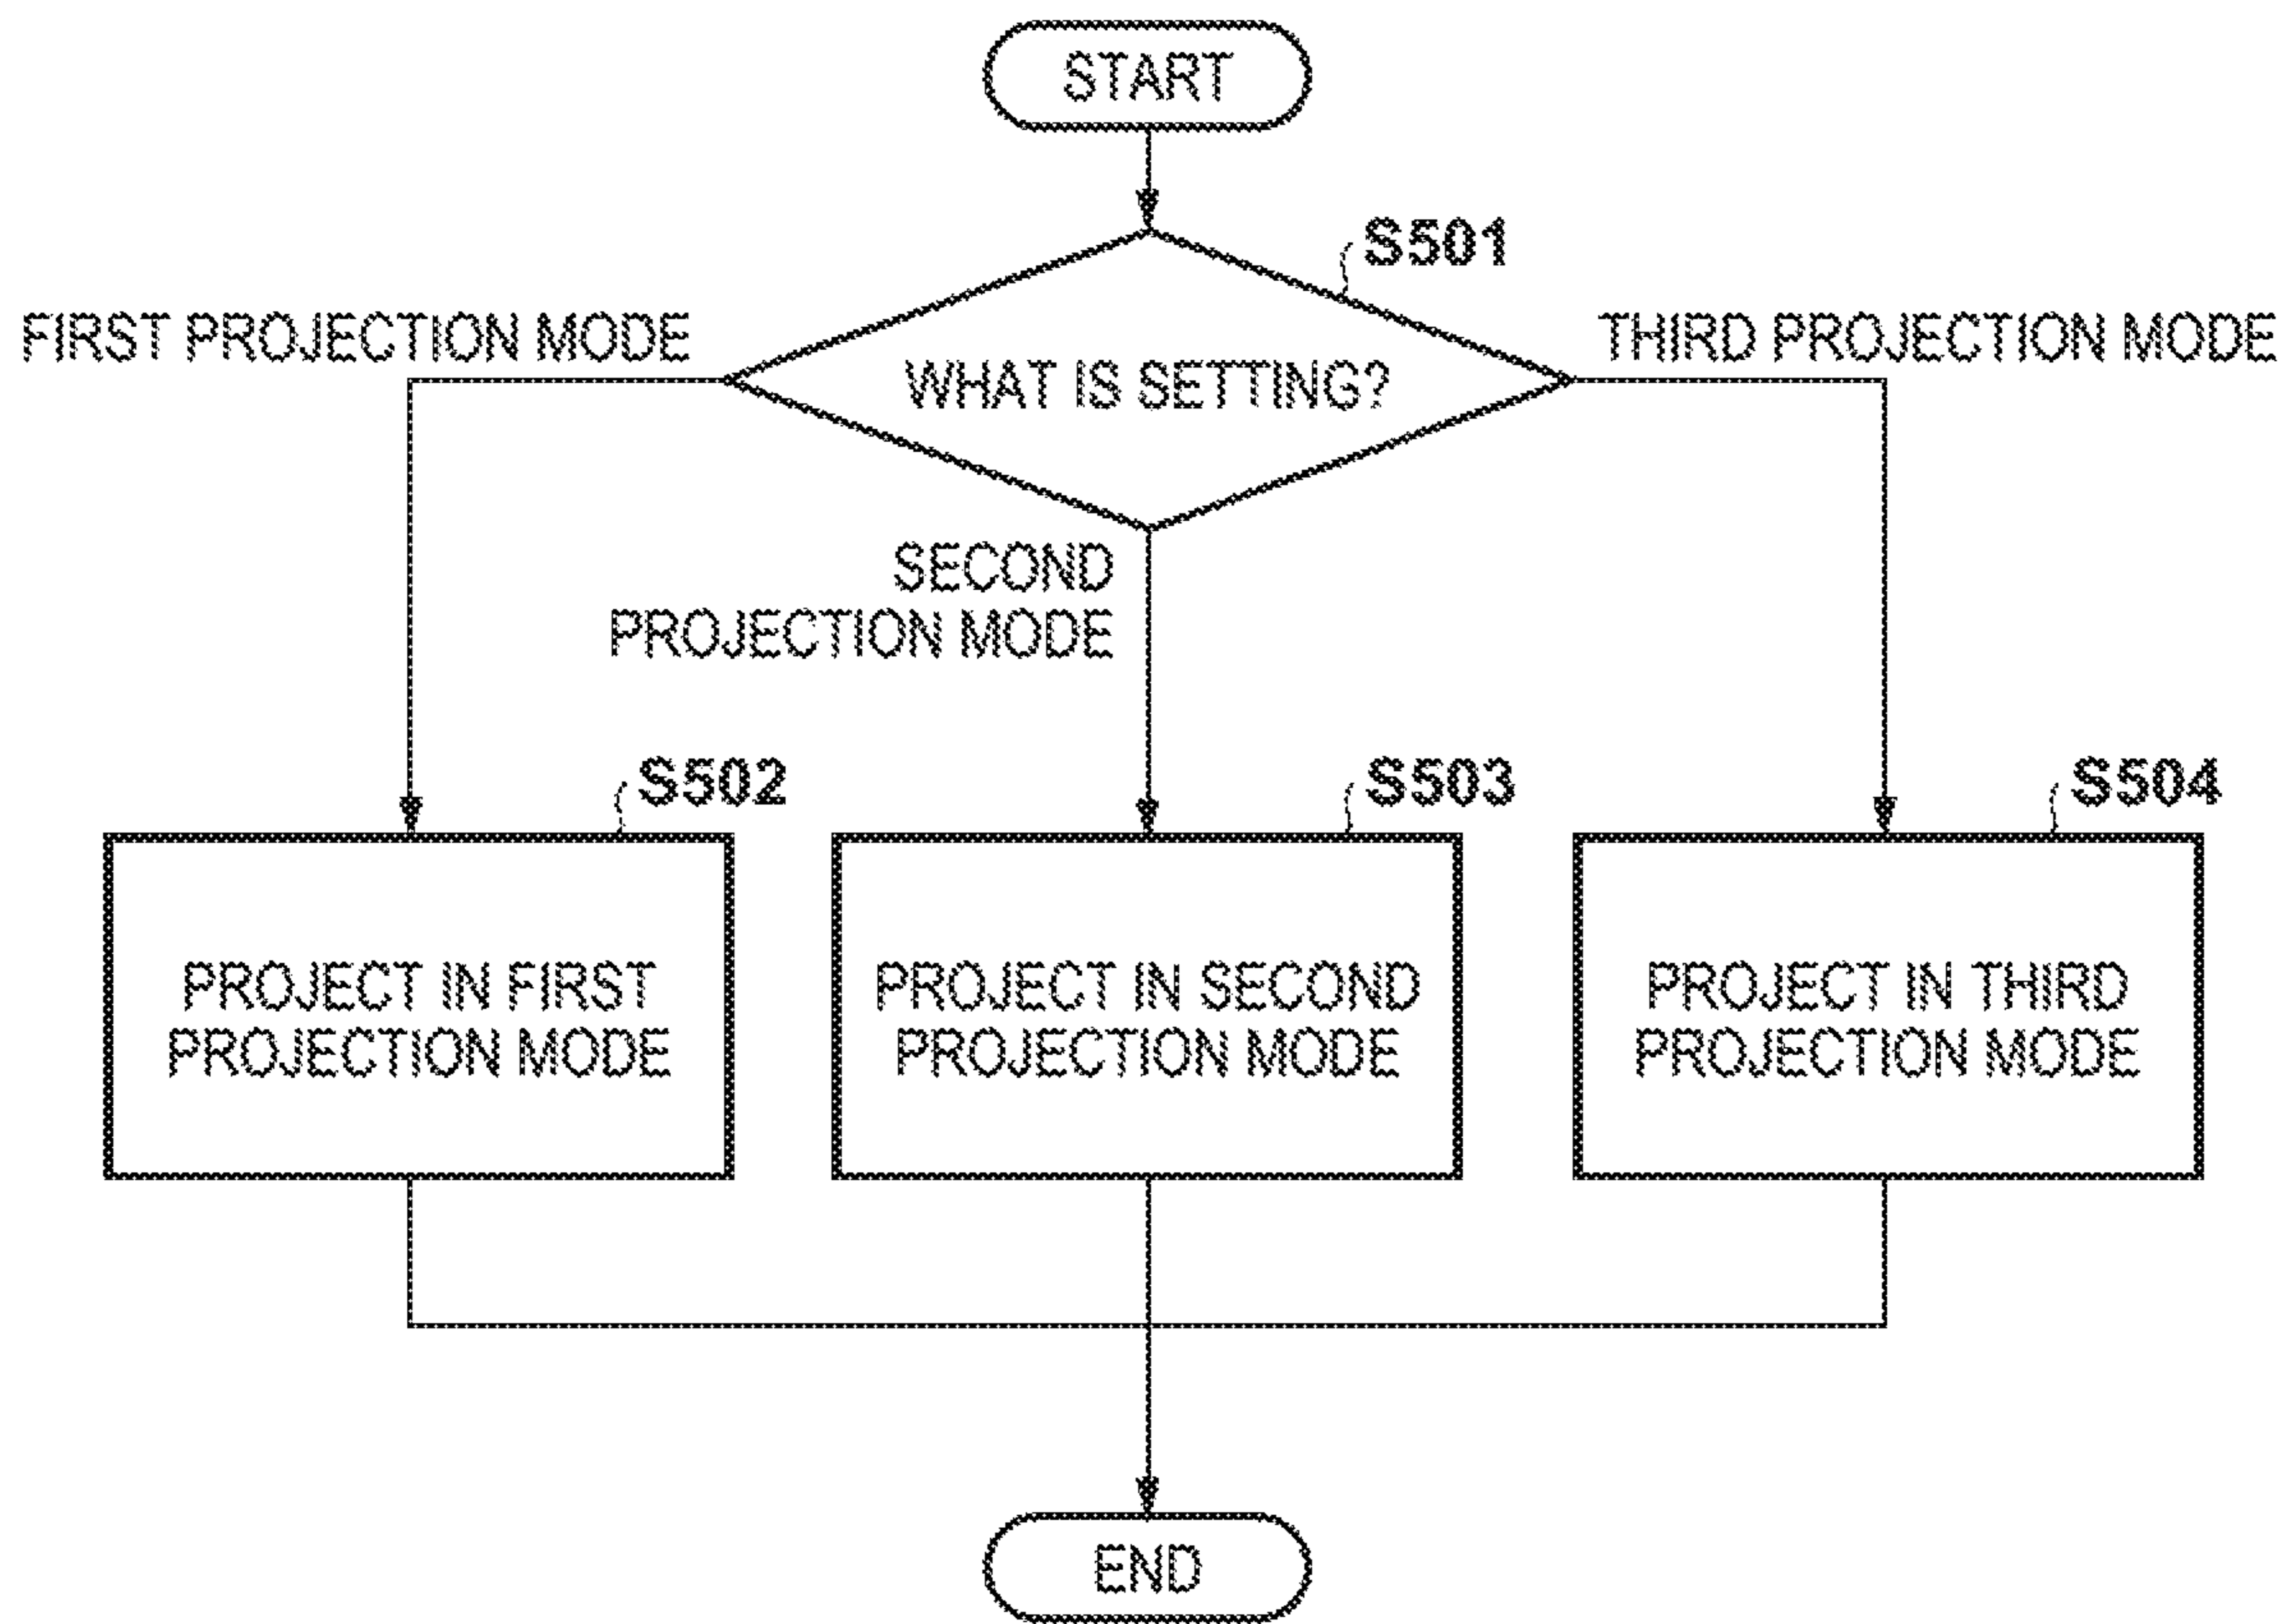 START
S501
FIRST PROJECTION MODE
WHAT IS SETTING?
THIRD PROJECTION MODE
SECOND
PROJECTION MODE
S502
S503
S504
PROJECT IN FIRST
PROJECTION MODE
PROJECT IN SECOND
PROJECTION MODE
PROJECT IN THIRD
PROJECTION MODE
END